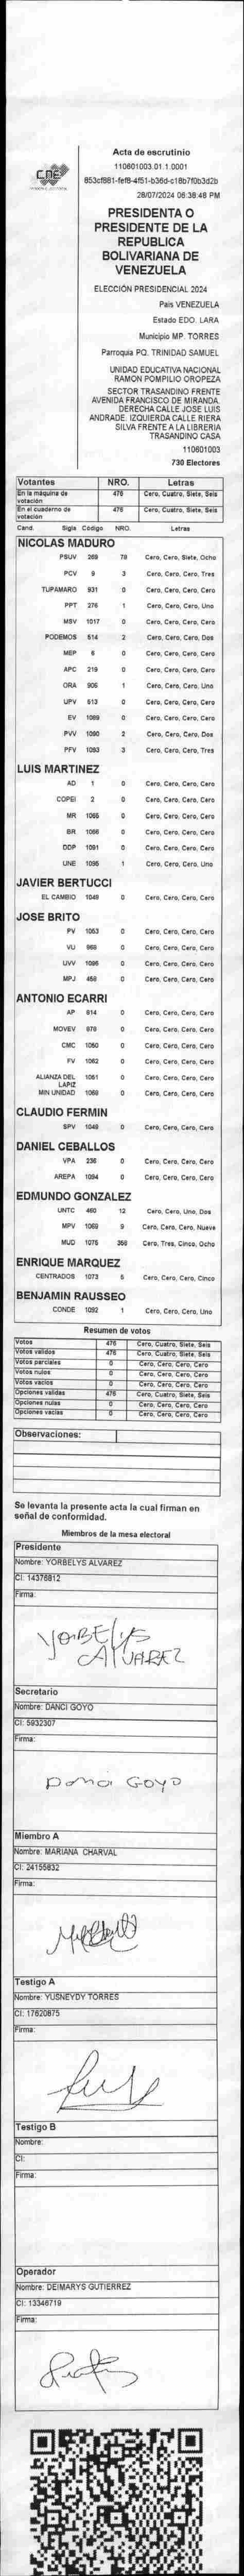 Acta de escrutinio
110601003.01.1.0001
853cf881-fef8-4f51-b36d-c18b7f0b3d2b
28/07/2024 06:38:48 PM
CNE
PRESIDENTA O
PRESIDENTE DE LA
REPUBLICA
BOLIVARIANA DE
VENEZUELA
ELECCIÓN PRESIDENCIAL 2024
Pais VENEZUELA
Estado EDO. LARA
Municipio MP. TORRES
Parroquia PQ. TRINIDAD SAMUEL
UNIDAD EDUCATIVA NACIONAL
RAMON POMPILIO OROPEZA
SECTOR TRASANDINO FRENTE
AVENIDA FRANCISCO DE MIRANDA.
DERECHA CALLE JOSE LUIS
ANDRADE. IZQUIERDA CALLE RIERA
SILVA FRENTE A LA LIBRERIA
TRASANDINO CASA
110601003
730 Electores
Votantes NRO. Letras
En la máquina de votación 476 Cero, Cuatro, Siete, Seis
En el cuaderno de votación 476 Cero, Cuatro, Siete, Seis
Cand. Sigla Código NRO. Letras
NICOLAS MADURO
PSUV 269 78 Cero, Cero, Siete, Ocho
PCV 9 3 Cero, Cero, Cero, Tres
TUPAMARO 931 0 Cero, Cero, Cero, Cero
PPT 276 1 Cero, Cero, Cero, Uno
MSV 1017 0 Cero, Cero, Cero, Cero
PODEMOS 514 2 Cero, Cero, Cero, Dos
MEP 6 0 Cero, Cero, Cero, Cero
APC 219 0 Cero, Cero, Cero, Cero
ORA 906 1 Cero, Cero, Cero, Uno
UPV 513 0 Cero, Cero, Cero, Cero
EV 1089 0 Cero, Cero, Cero, Cero
PVV 1090 2 Cero, Cero, Cero, Dos
PFV 1093 3 Cero, Cero, Cero, Tres
LUIS MARTINEZ
AD 1 0 Cero, Cero, Cero, Cero
COPEI 2 0 Cero, Cero, Cero, Cero
MR 1065 0 Cero, Cero, Cero, Cero
BR 1066 0 Cero, Cero, Cero, Cero
DDP 1091 0 Cero, Cero, Cero, Cero
UNE 1095 1 Cero, Cero, Cero, Uno
JAVIER BERTUCCI
EL CAMBIO 1049 0 Cero, Cero, Cero, Cero
JOSE BRITO
PV 1053 0 Cero, Cero, Cero, Cero
VU 968 0 Cero, Cero, Cero, Cero
UVV 1096 0 Cero, Cero, Cero, Cero
MPJ 458 0 Cero, Cero, Cero, Cero
ANTONIO ECARRI
AP 814 0 Cero, Cero, Cero, Cero
MOVEV 879 0 Cero, Cero, Cero, Cero
CMC 1050 0 Cero, Cero, Cero, Cero
FV 1062 0 Cero, Cero, Cero, Cero
ALIANZA DEL LAPIZ 1061 0 Cero, Cero, Cero, Cero
MIN UNIDAD 1069 0 Cero, Cero, Cero, Cero
CLAUDIO FERMIN
SPV 1048 0 Cero, Cero, Cero, Cero
DANIEL CEBALLOS
VPA 236 0 Cero, Cero, Cero, Cero
AREPA 1094 0 Cero, Cero, Cero, Cero
EDMUNDO GONZALEZ
UNTC 460 12 Cero, Cero, Uno, Dos
MPV 1069 9 Cero, Cero, Cero, Nueve
MUD 1075 358 Cero, Tres, Cinco, Ocho
ENRIQUE MARQUEZ
CENTRADOS 1073 5 Cero, Cero, Cero, Cinco
BENJAMIN RAUSSEO
CONDE 1092 1 Cero, Cero, Cero, Uno
Resumen de votos
Votos 476 Cero, Cuatro, Siete, Seis
Votos validos 476 Cero, Cuatro, Siete, Seis
Votos parciales 0 Cero, Cero, Cero, Cero
Votos nulos 0 Cero, Cero, Cero, Cero
Votos vacios 0 Cero, Cero, Cero, Cero
Opciones validas 476 Cero, Cuatro, Siete, Seis
Opciones nulas 0 Cero, Cero, Cero, Cero
Opciones vacias 0 Cero, Cero, Cero, Cero
Observaciones:
Se levanta la presente acta la cual firman en
señal de conformidad.
Miembros de la mesa electoral
Presidente
Nombre: YORBELYS ALVAREZ
CI: 14376812
Firma:
YORBElYS
AlVAREZ
Secretario
Nombre: DANCI GOYO
CI: 5932307
Firma:
Danci GOYO
Miembro A
Nombre: MARIANA CHARVAL
CI: 24155632
Firma:
Testigo A
Nombre: YUSNEYDY TORRES
CI: 17620875
Firma:
Testigo B
Nombre:
CI:
Firma:
Operador
Nombre: DEIMARYS GUTIERREZ
CI: 13346719
Firma: